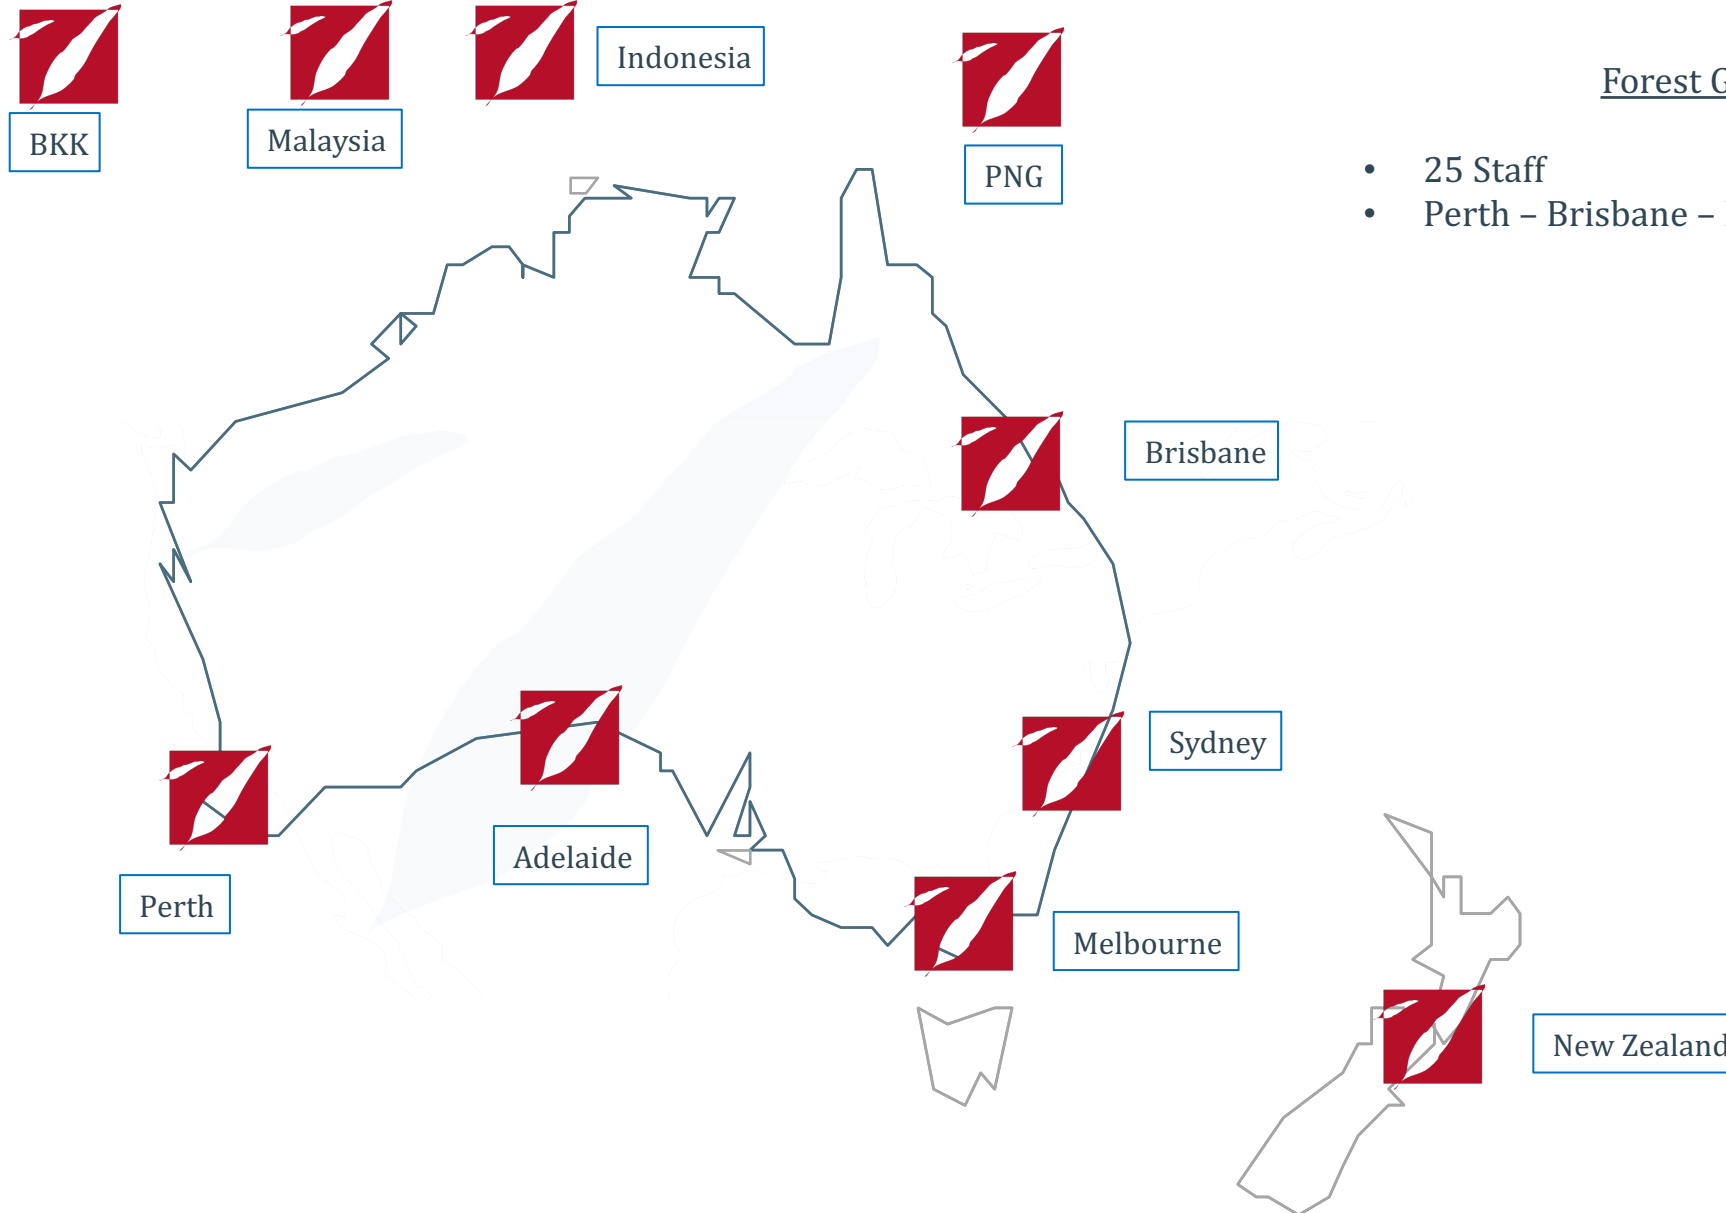 Indonesia
Forest
BKK
Malaysia
PNG
• 25 Staff
• Perth – Brisbane –
Brisbane
Sydney
Adelaide
Perth
Melbourne
New Zealand